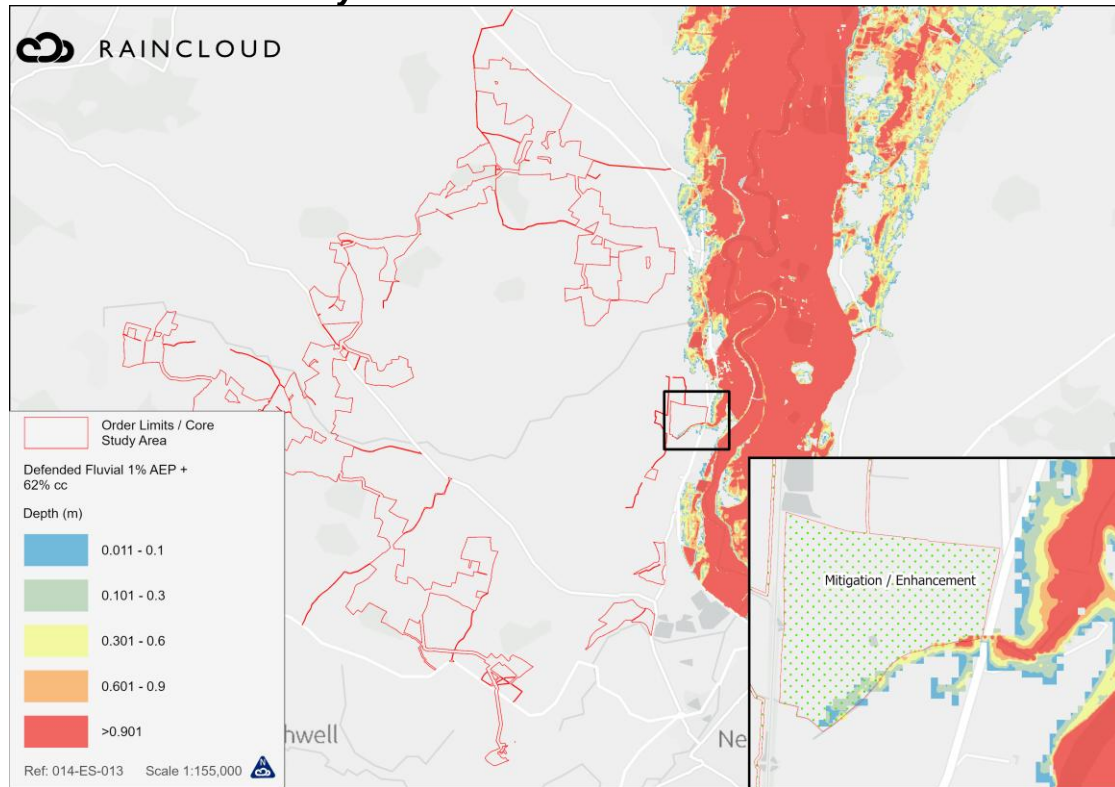 RAINCLOUD
Order Limits / Core
Study Area
Defended Fluvial 1% AEP +
62% cc
Depth (m)
0.011 - 0.1
0.101 - 0.3
0.301 - 0.6
0.601 - 0.9
>0.901
Ref: 014-ES-013 Scale 1:155,000
N
Mitigation / Enhancement
hwell
Ne